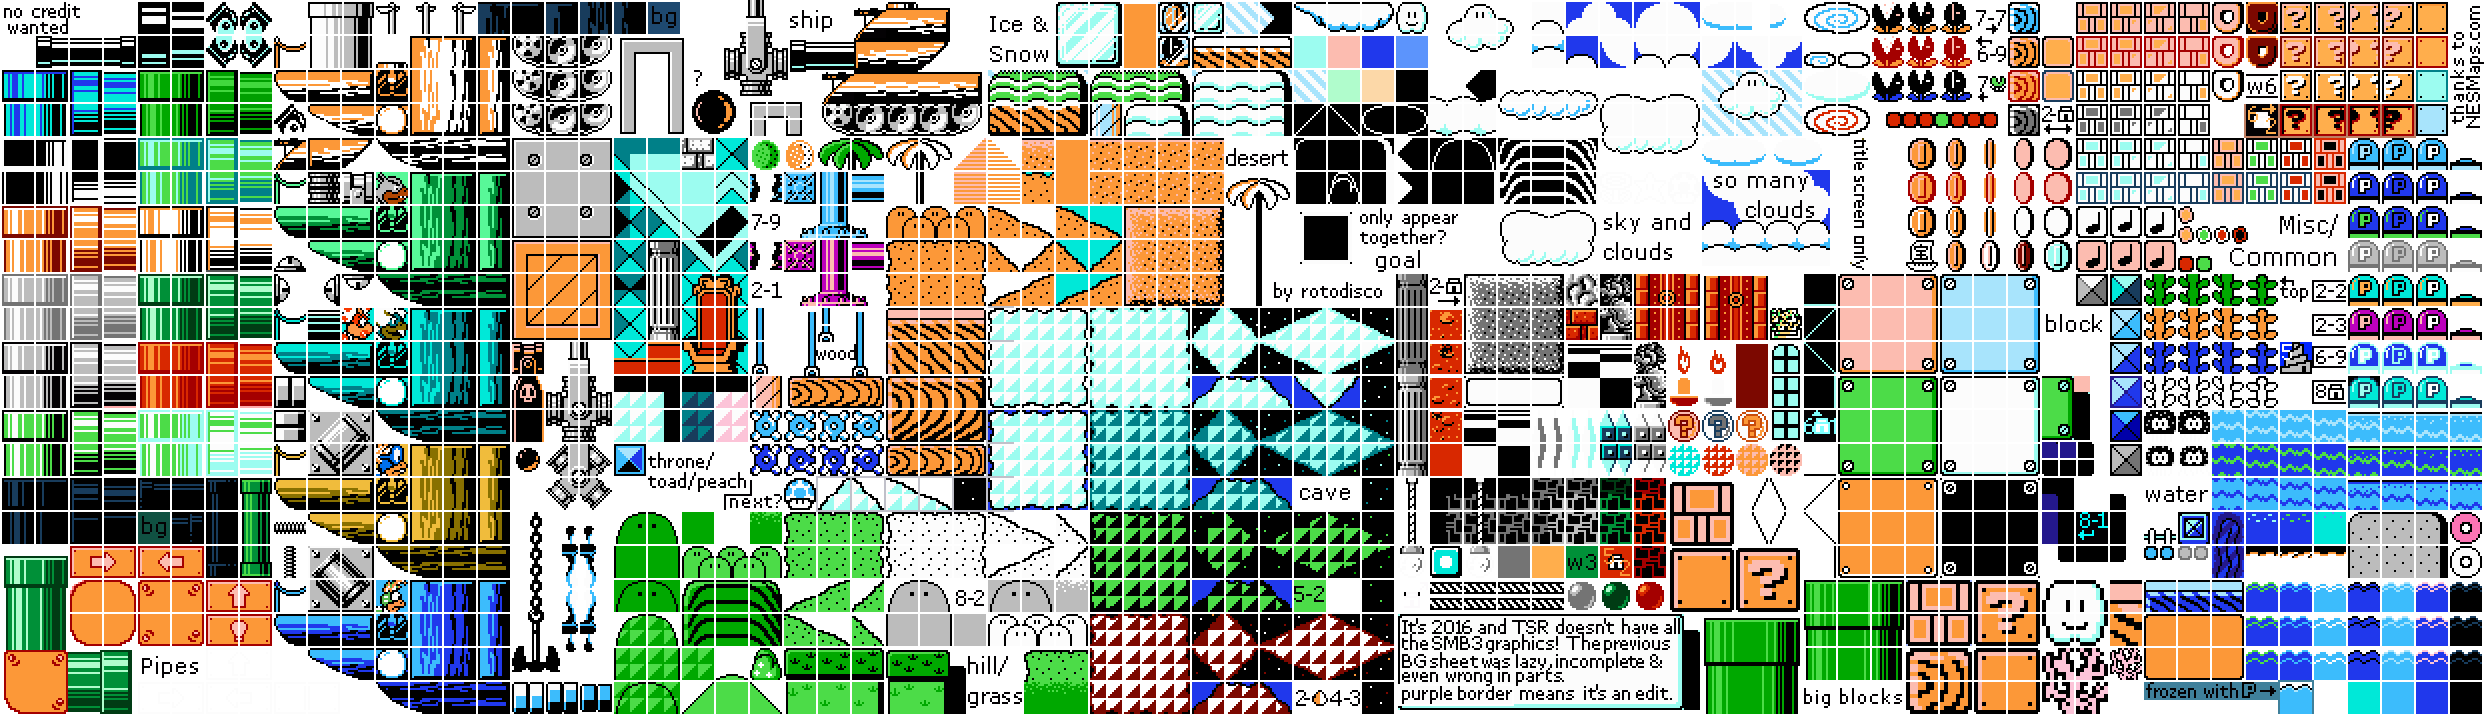 no credit
wanted
bg
ship
Ice &
Snow
?
7-7
6-9
7
w6
2-
thanks to
NESMaps.com
title screen only
desert
so many
clouds
7-9
only appear
together?
goal
sky and
clouds
Misc/
Common
2-1
by rotodisco
2-
top
2-2
block
2-3
wood
6-9
8
throne/
toad/peach
next?
cave
water
bg
8-1
w3
8-2
5-2
It's 2016 and TSR doesn't have all
the SMB3 graphics! The previous
BG sheet was lazy, incomplete &
even wrong in parts.
purple border means it's an edit.
Pipes
hill/
grass
2-
4-3
big blocks
frozen with P